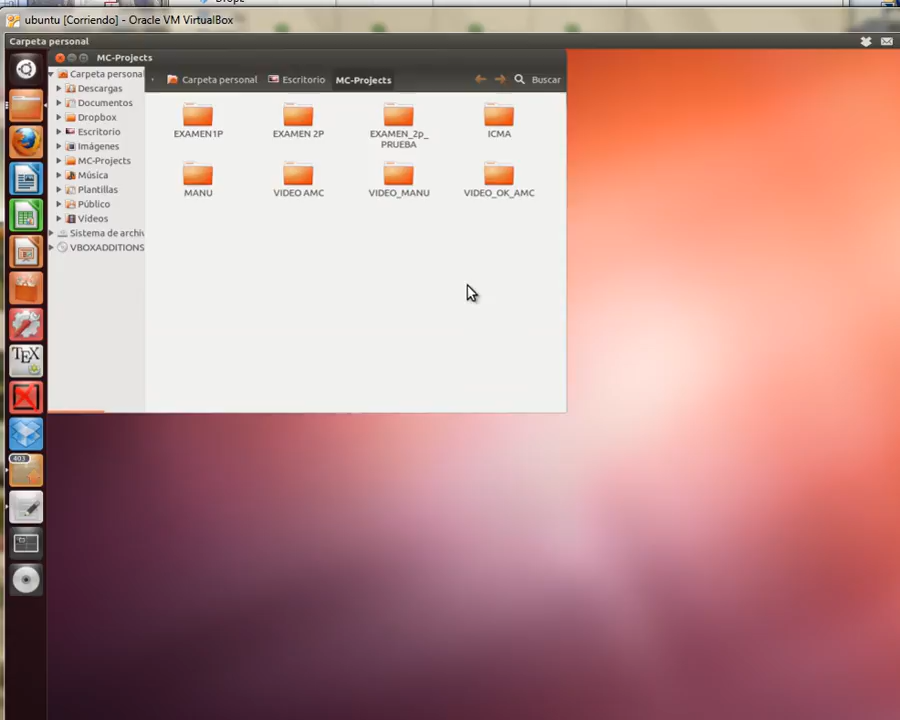 ubuntu [Corriendo] - Oracle VM VirtualBox
Carpeta personal
MC-Projects
Carpeta personal
Descargas
Documentos
Dropbox
Escritorio
Imágenes
MC-Projects
Música
Plantillas
Público
Vídeos
Sistema de archiv
VBOXADDITIONS
Carpeta personal Escritorio MC-Projects Buscar
EXAMEN1P EXAMEN 2P EXAMEN_2p_ ICMA
PRUEBA
MANU VIDEO AMC VIDEO_MANU VIDEO_OK_AMC
TEX
403